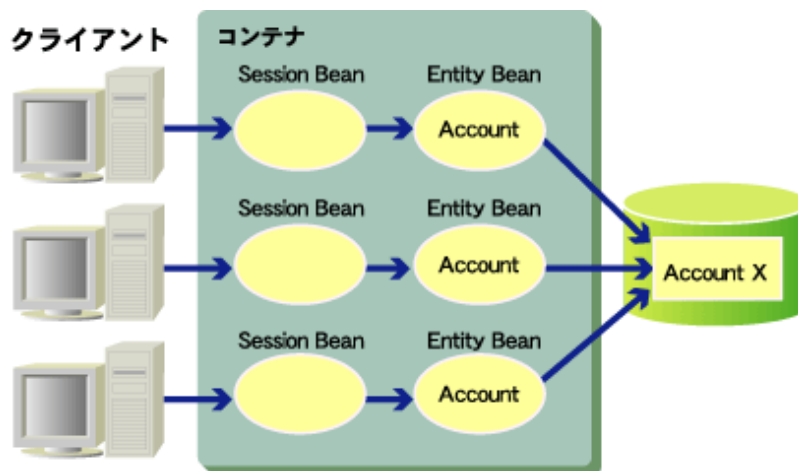 クライアント
コンテナ
Session Bean
Entity Bean
Account
Session Bean
Entity Bean
Account
Account X
Session Bean
Entity Bean
Account